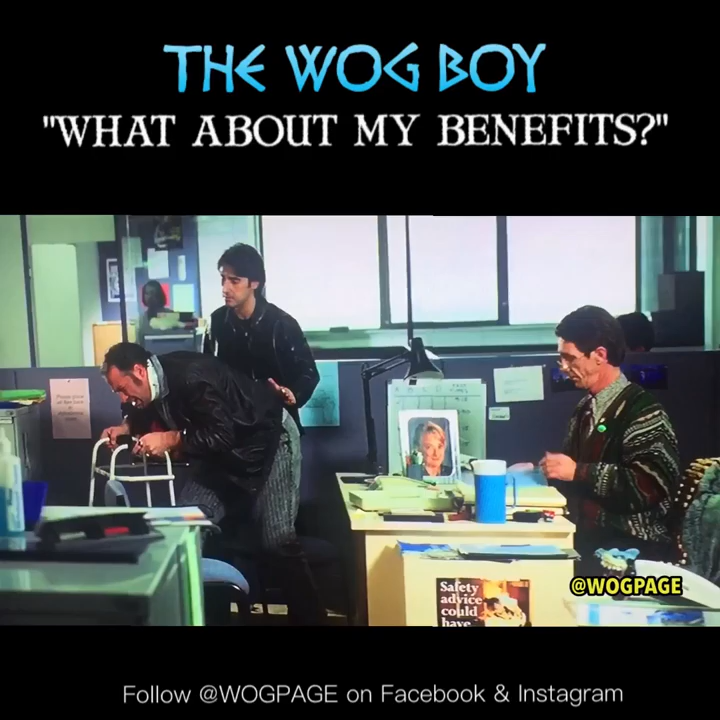 THE WOG BOY
"WHAT ABOUT MY BENEFITS?"
Safety
advice
could
have
@WOGPAGE
Follow @WOGPAGE on Facebook & Instagram